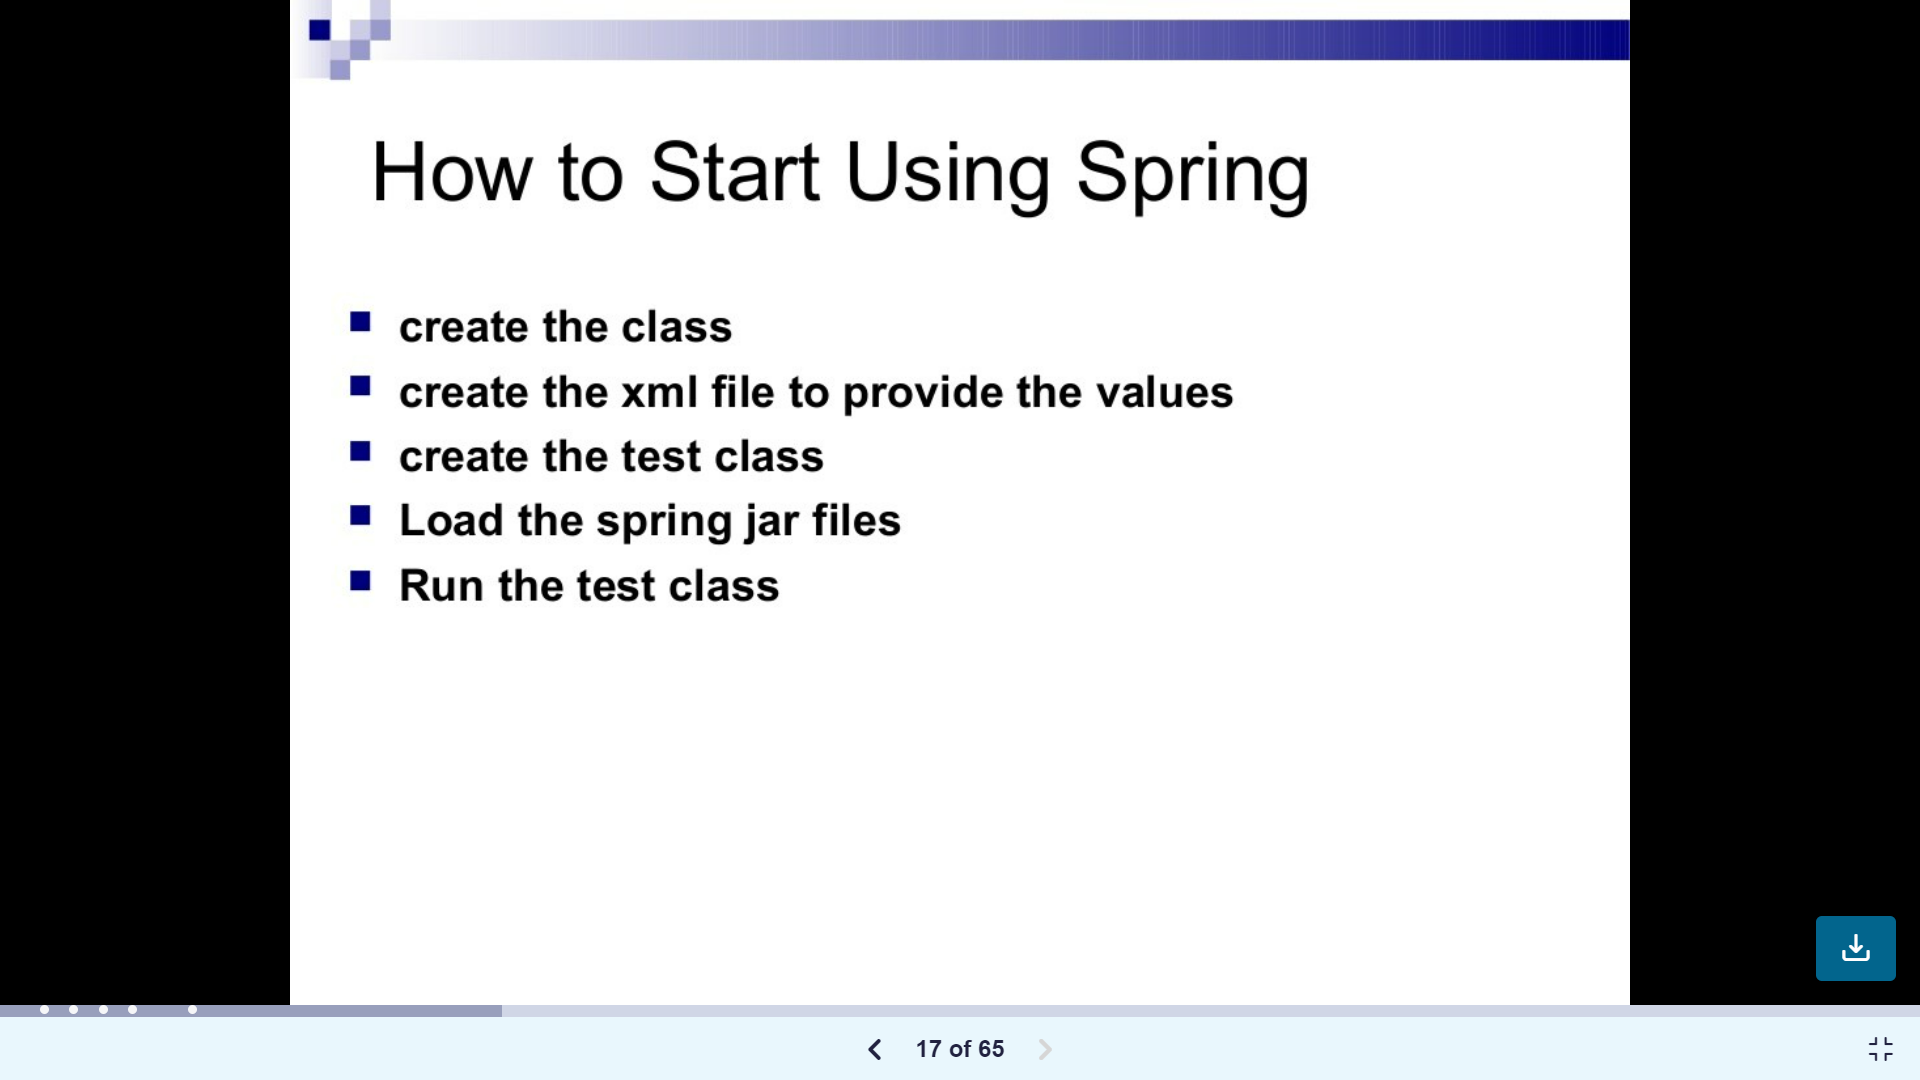 How to Start Using Spring
create the class
create the xml file to provide the values
create the test class
Load the spring jar files
Run the test class
17 of 65